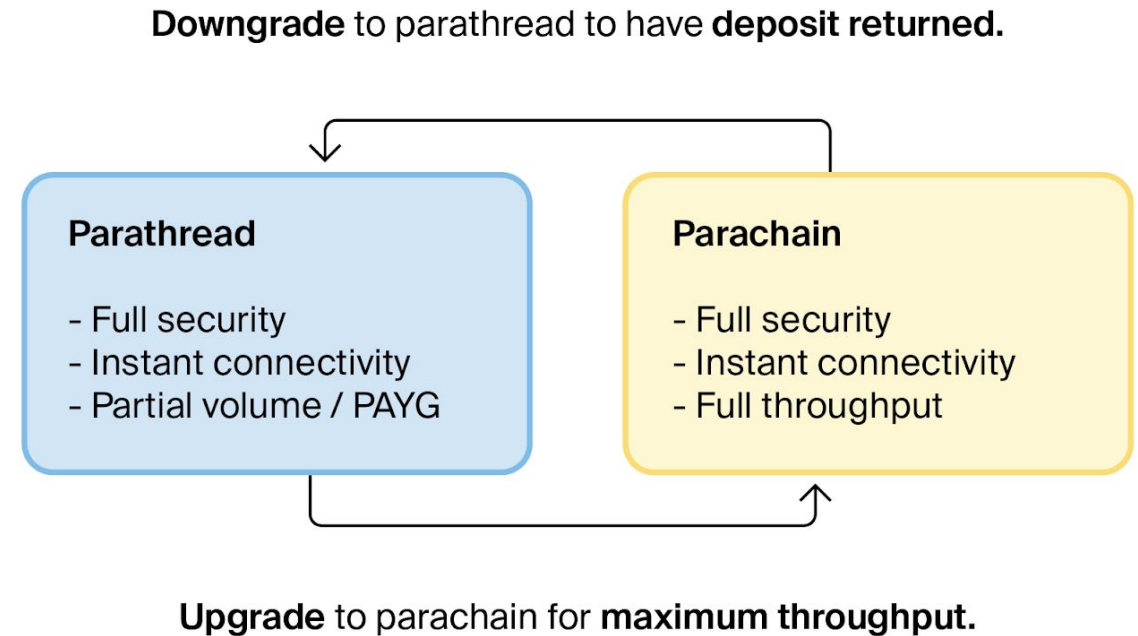 Downgrade to parathread to have deposit returned.
Parathread
- Full security
- Instant connectivity
- Partial volume / PAYG
Parachain
- Full security
- Instant connectivity
- Full throughput
Upgrade to parachain for maximum throughput.